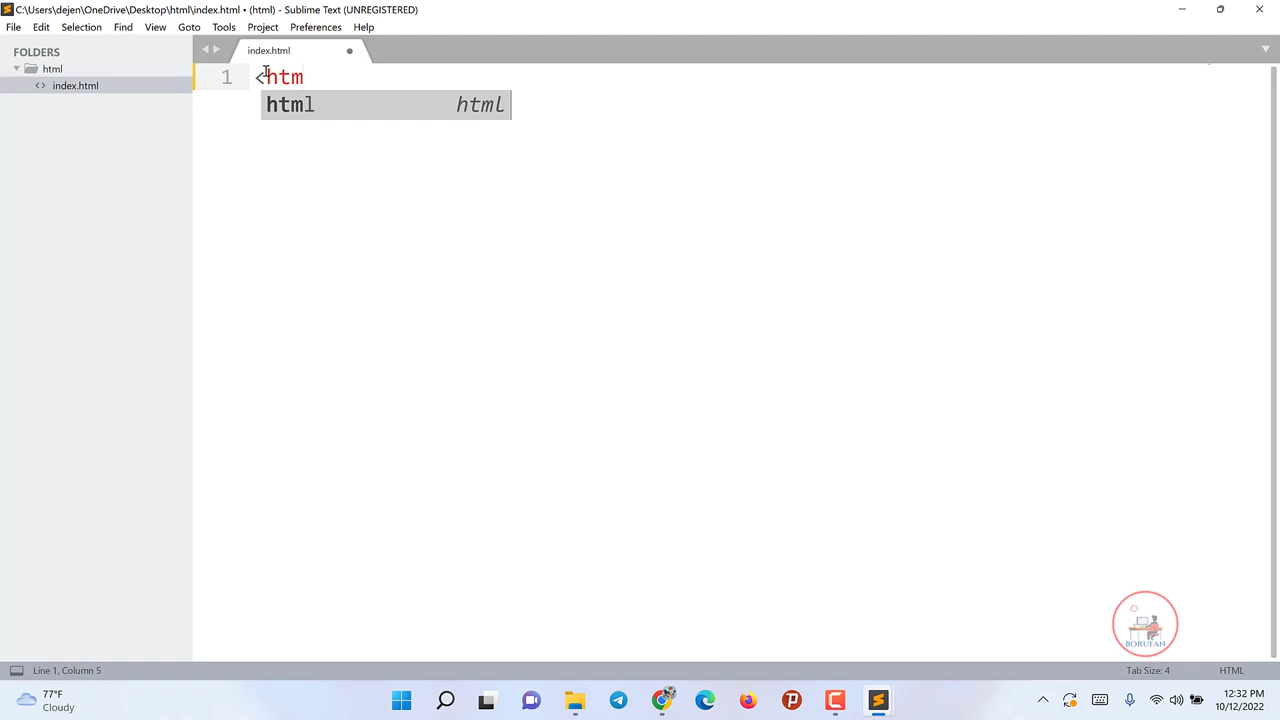 C:\Users\dejen\OneDrive\Desktop\html\index.html • (html) - Sublime Text (UNREGISTERED)
File Edit Selection Find View Goto Tools Project Preferences Help
FOLDERS
html
<> index.html
index.html
1 <htm
html html
BORUFAN
Line 1, Column 5 Tab Size: 4 HTML
77°F
Cloudy
12:32 PM
10/12/2022